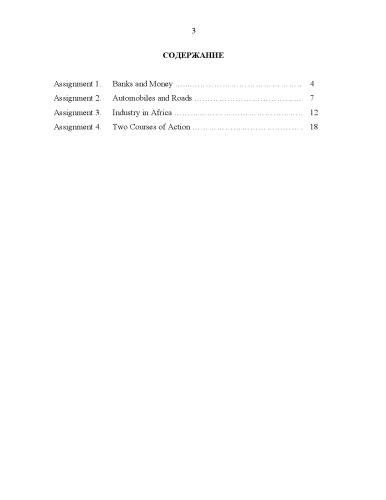 3
СОДЕРЖАНИЕ
Assignment 1. Banks and Money ………………………………………… 4
Assignment 2. Automobiles and Roads ………………………………… 7
Assignment 3. Industry in Africa ………………………………………… 12
Assignment 4. Two Courses of Action …………………………………… 18